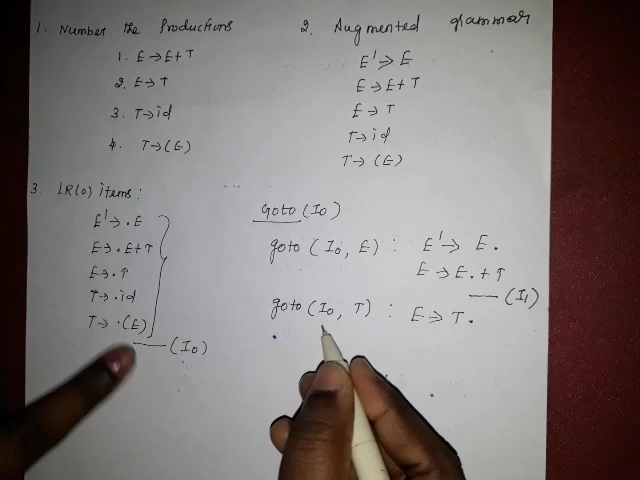 1. Number the Productions
1. E→E+T
2. E→T
3. T→id
4. T→(E)
2. Augmented grammar
E'→E
E→E+T
E→T
T→id
T→(E)
3. LR(0) items:
E'→.E
E→.E+T
E→.T
T→.id
T→.(E)
—(I0)
Goto(I0)
goto (I0, E) : E'→ E.
E→E.+T
—(I1)
goto (I0, T) : E→T.